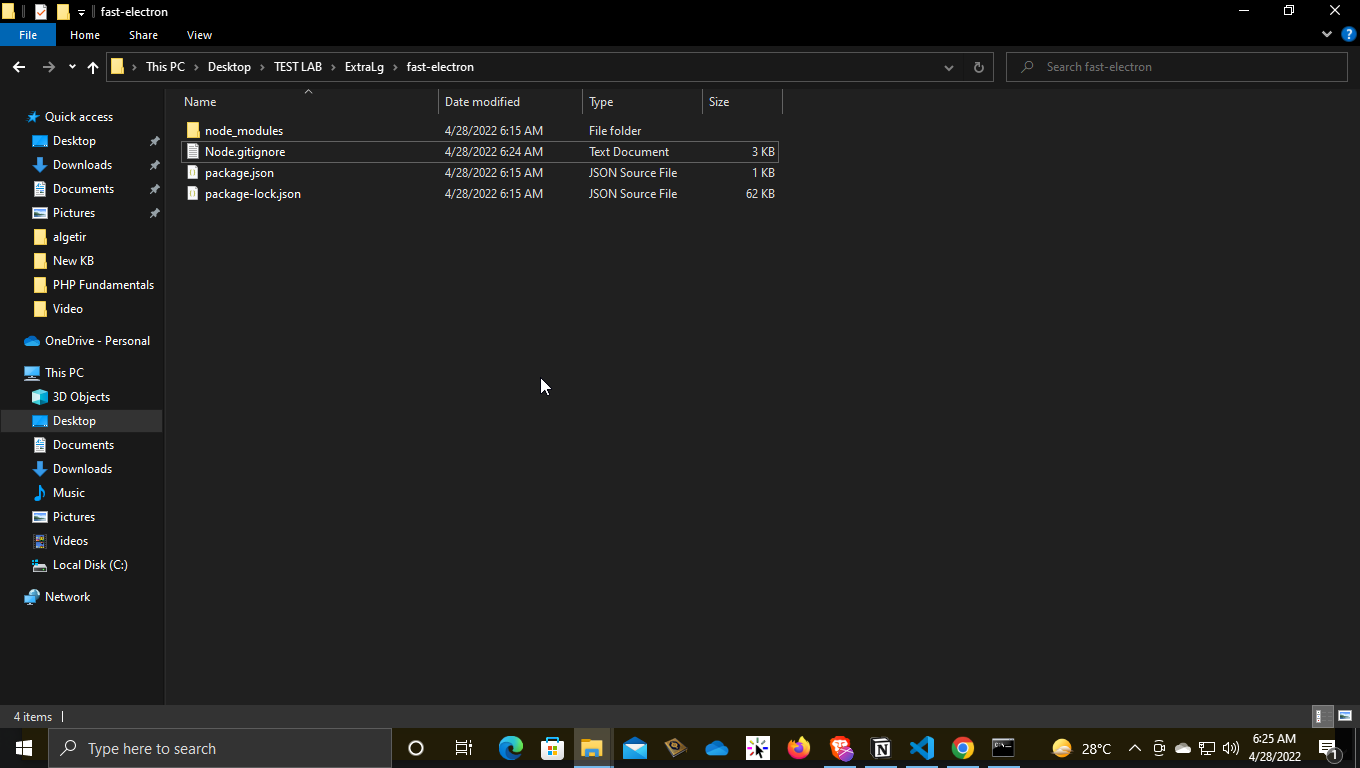 fast-electron
File Home Share View
This PC Desktop TEST LAB ExtraLg fast-electron Search fast-electron
Name Date modified Type Size
node_modules 4/28/2022 6:15 AM File folder
Node.gitignore 4/28/2022 6:24 AM Text Document 3 KB
package.json 4/28/2022 6:15 AM JSON Source File 1 KB
package-lock.json 4/28/2022 6:15 AM JSON Source File 62 KB
Quick access
Desktop
Downloads
Documents
Pictures
algetir
New KB
PHP Fundamentals
Video
OneDrive - Personal
This PC
3D Objects
Desktop
Documents
Downloads
Music
Pictures
Videos
Local Disk (C:)
Network
4 items
Type here to search
28°C
6:25 AM
4/28/2022
1